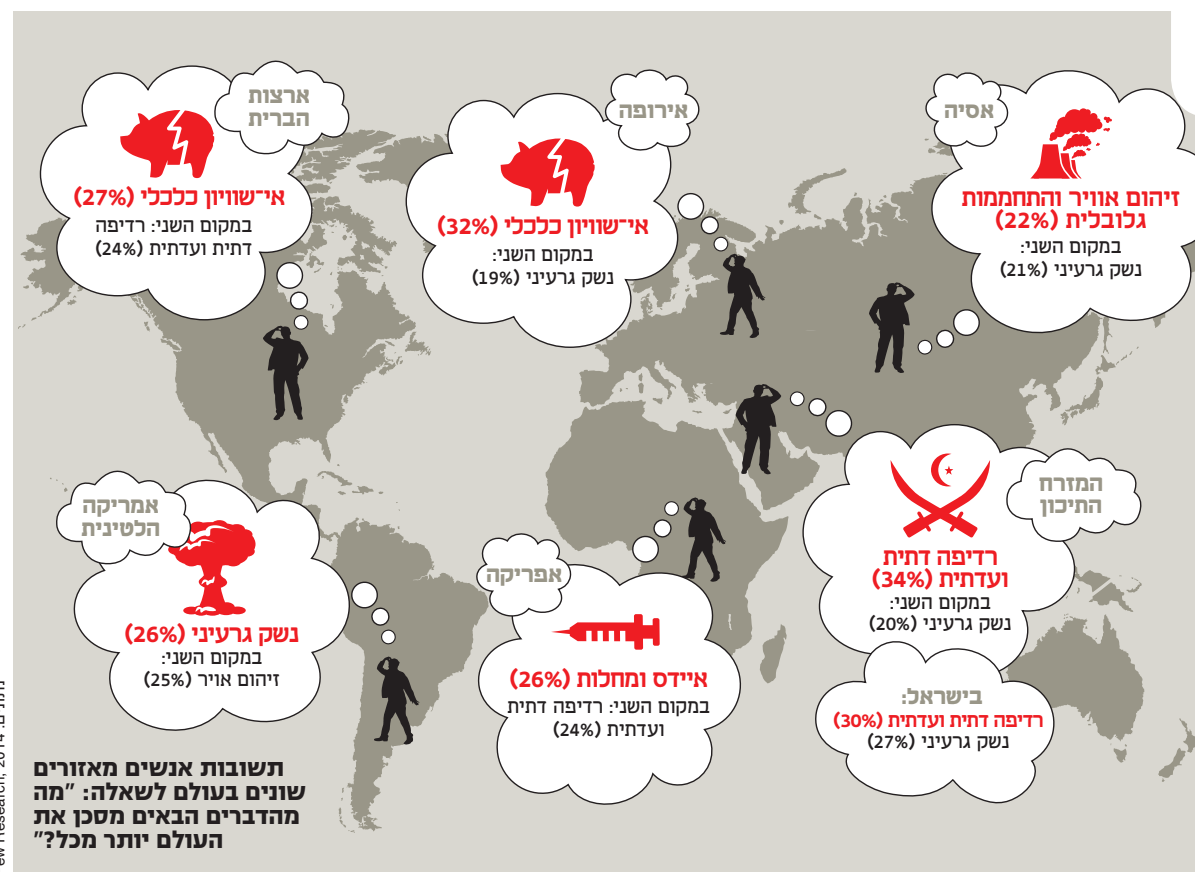 ארצות
הברית
אי־שוויון כלכלי (27%)
במקום השני: רדיפה
דתית ועדתית (24%)
אירופה
אי־שוויון כלכלי (32%)
במקום השני:
נשק גרעיני (19%)
אסיה
זיהום אוויר והתחממות
גלובלית (22%)
במקום השני:
נשק גרעיני (21%)
המזרח
התיכון
רדיפה דתית
ועדתית (34%)
במקום השני:
נשק גרעיני (20%)
בישראל:
רדיפה דתית ועדתית (30%)
נשק גרעיני (27%)
אפריקה
איידס ומחלות (26%)
במקום השני: רדיפה דתית
ועדתית (24%)
אמריקה
הלטינית
נשק גרעיני (26%)
במקום השני:
זיהום אויר (25%)
תשובות אנשים מאזורים
שונים בעולם לשאלה: "מה
מהדברים הבאים מסכן את
העולם יותר מכל?"
Research, 2014